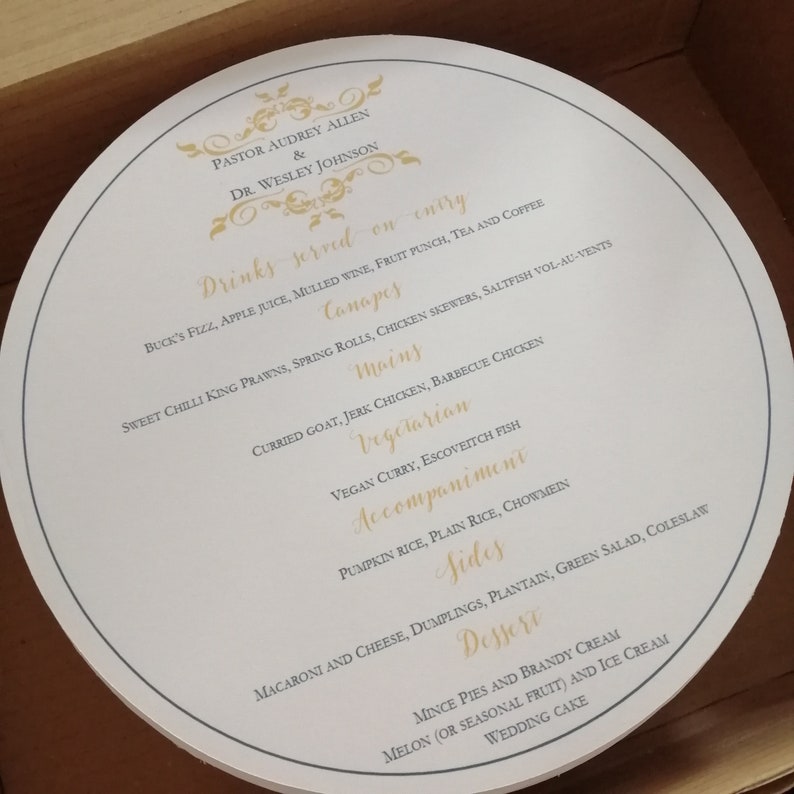 Pastor Audrey Allen
&
Dr. Wesley Johnson
Drinks served on entry
Buck's Fizz, Apple juice, Mulled wine, Fruit punch, Tea and Coffee
Canapes
Sweet Chilli King Prawns, Spring Rolls, Chicken skewers, Saltfish vol-au-vents
Mains
Curried goat, Jerk Chicken, Barbecue Chicken
Vegetarian
Vegan Curry, Escoveitch fish
Accompaniment
Pumpkin rice, Plain Rice, Chowmein
Sides
Macaroni and Cheese, Dumplings, Plantain, Green Salad, Coleslaw
Dessert
Mince Pies and Brandy Cream
Melon (or seasonal fruit) and Ice Cream
Wedding cake